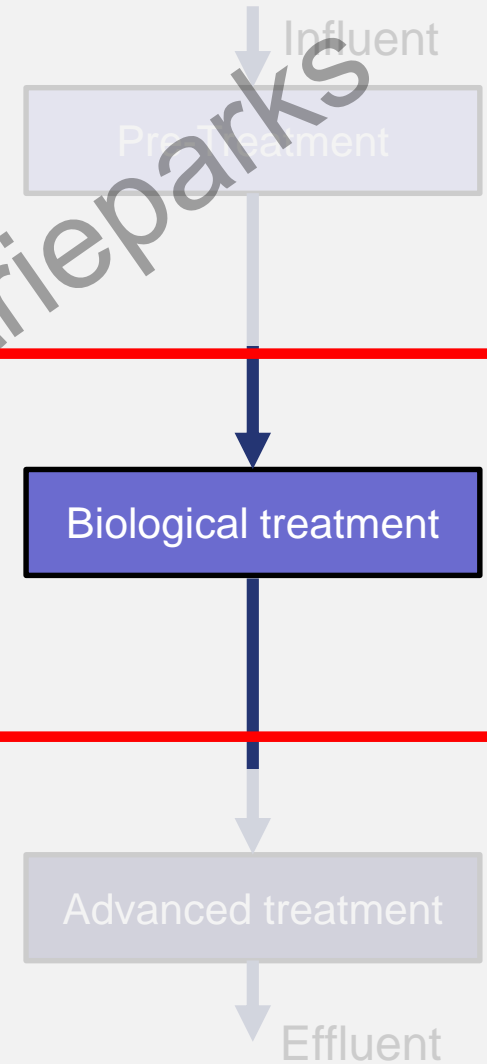 Influent
Pre-Treatment
Biological treatment
Advanced treatment
Effluent